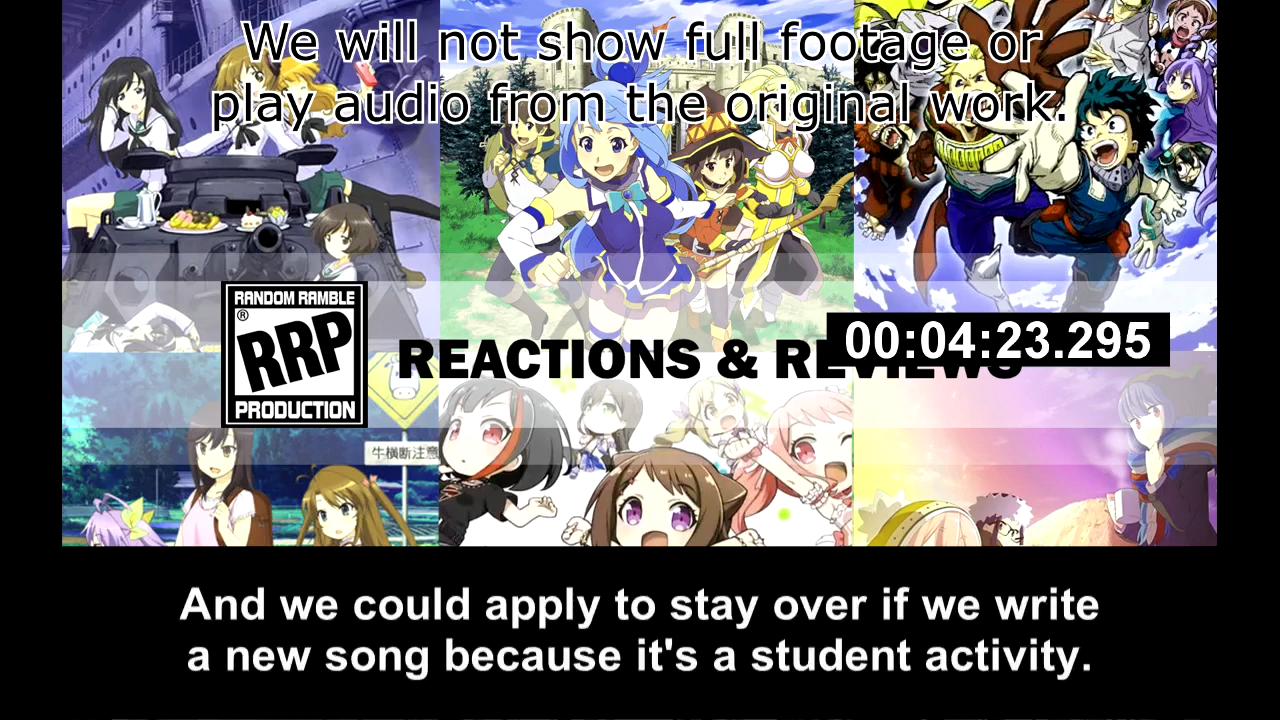 We will not show full footage or
play audio from the original work.
RANDOM RAMBLE
®
RRP
PRODUCTION
REACTIONS & REVIEWS
00:04:23.295
牛横断注意
And we could apply to stay over if we write
a new song because it's a student activity.